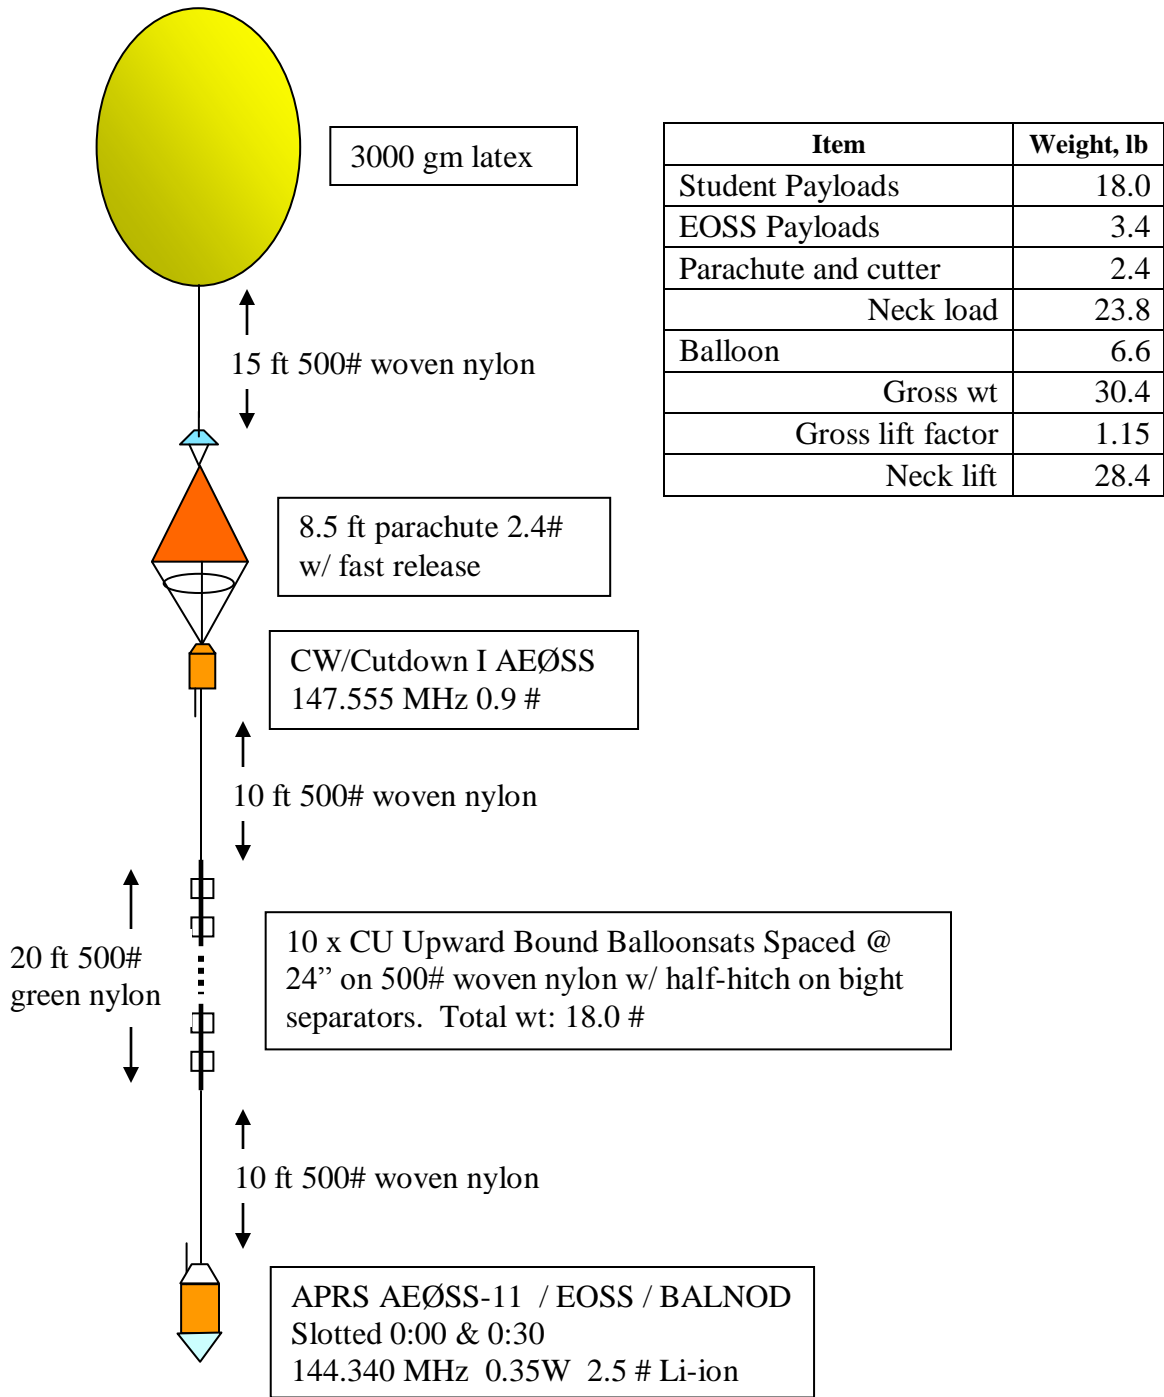 3000 gm latex
Item Weight, lb
Student Payloads 18.0
EOSS Payloads 3.4
Parachute and cutter 2.4
Neck load 23.8
Balloon 6.6
Gross wt 30.4
Gross lift factor 1.15
Neck lift 28.4
15 ft 500# woven nylon
8.5 ft parachute 2.4#
w/ fast release
CW/Cutdown I AEØSS
147.555 MHz 0.9 #
10 ft 500# woven nylon
20 ft 500#
green nylon
10 x CU Upward Bound Balloonsats Spaced @
24” on 500# woven nylon w/ half-hitch on bight
separators. Total wt: 18.0 #
10 ft 500# woven nylon
APRS AEØSS-11 / EOSS / BALNOD
Slotted 0:00 & 0:30
144.340 MHz 0.35W 2.5 # Li-ion